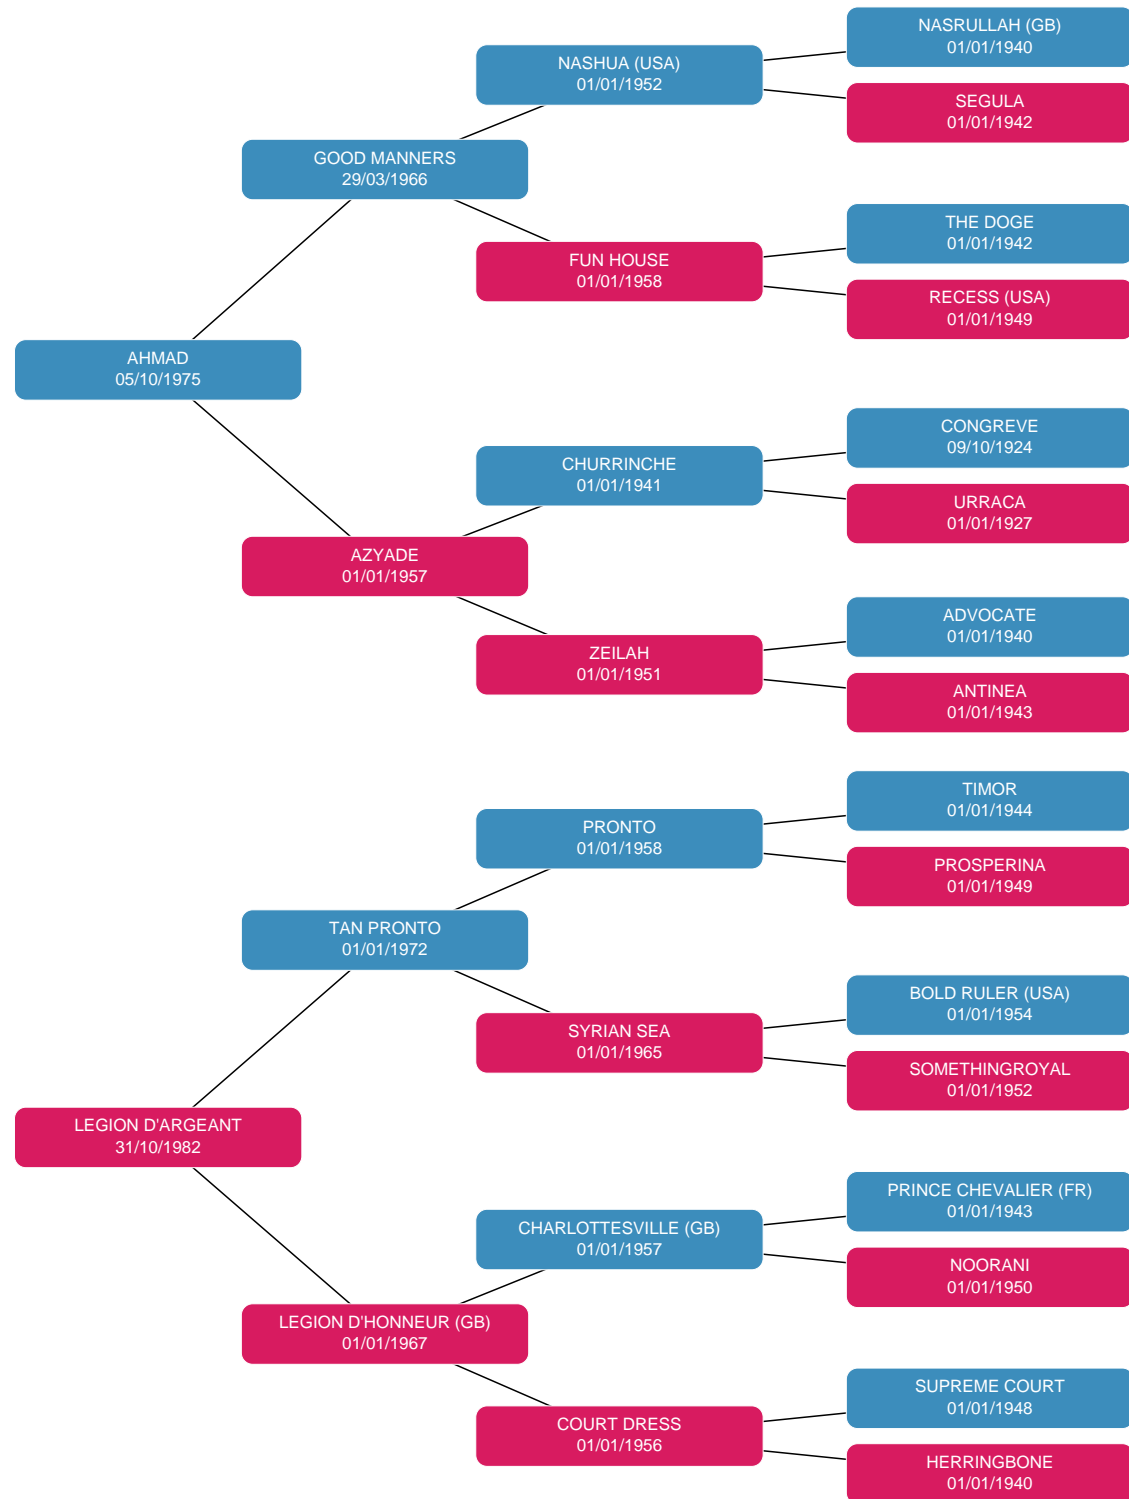 NASRULLAH (GB)
01/01/1940
NASHUA (USA)
01/01/1952
SEGULA
01/01/1942
GOOD MANNERS
29/03/1966
THE DOGE
01/01/1942
FUN HOUSE
01/01/1958
RECESS (USA)
01/01/1949
AHMAD
05/10/1975
CONGREVE
09/10/1924
CHURRINCHE
01/01/1941
URRACA
01/01/1927
AZYADE
01/01/1957
ADVOCATE
01/01/1940
ZEILAH
01/01/1951
ANTINEA
01/01/1943
TIMOR
01/01/1944
PRONTO
01/01/1958
PROSPERINA
01/01/1949
TAN PRONTO
01/01/1972
BOLD RULER (USA)
01/01/1954
SYRIAN SEA
01/01/1965
SOMETHINGROYAL
01/01/1952
LEGION D'ARGEANT
31/10/1982
PRINCE CHEVALIER (FR)
01/01/1943
CHARLOTTESVILLE (GB)
01/01/1957
NOORANI
01/01/1950
LEGION D'HONNEUR (GB)
01/01/1967
SUPREME COURT
01/01/1948
COURT DRESS
01/01/1956
HERRINGBONE
01/01/1940